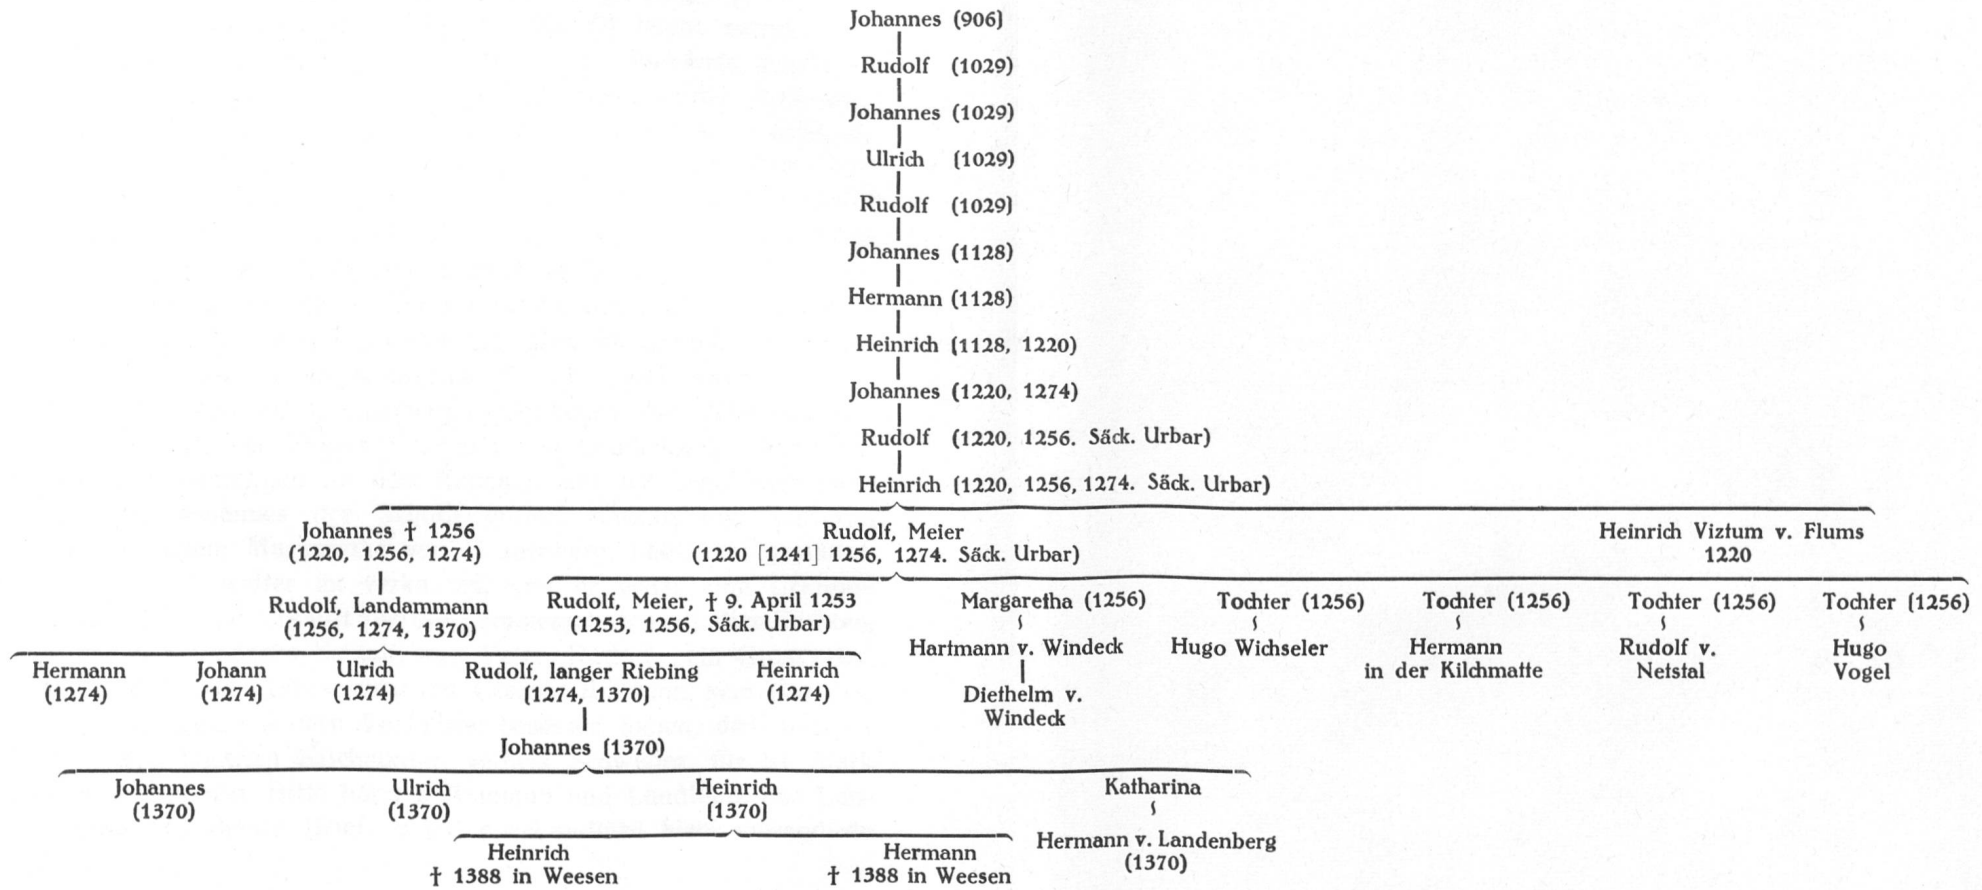 Johannes (906)
Rudolf (1029)
Johannes (1029)
Ulrich (1029)
Rudolf (1029)
Johannes (1128)
Hermann (1128)
Heinrich (1128, 1220)
Johannes (1220, 1274)
Rudolf (1220, 1256. Säck. Urbar)
Heinrich (1220, 1256, 1274. Säck. Urbar)
Johannes † 1256
(1220, 1256, 1274)
Rudolf, Meier
(1220 [1241] 1256, 1274. Säck. Urbar)
Heinrich Viztum v. Flums
1220
Rudolf, Landammann
(1256, 1274, 1370)
Rudolf, Meier, † 9. April 1253
(1253, 1256, Säck. Urbar)
Margaretha (1256)
Hartmann v. Windeck
Diethelm v.
Windeck
Tochter (1256)
Hugo Wichseler
Tochter (1256)
Hermann
in der Kilchmatte
Tochter (1256)
Rudolf v.
Netstal
Tochter (1256)
Hugo
Vogel
Hermann
(1274)
Johann
(1274)
Ulrich
(1274)
Rudolf, langer Riebing
(1274, 1370)
Heinrich
(1274)
Johannes (1370)
Johannes
(1370)
Ulrich
(1370)
Heinrich
(1370)
Katharina
Hermann v. Landenberg
(1370)
Heinrich
† 1388 in Weesen
Hermann
† 1388 in Weesen